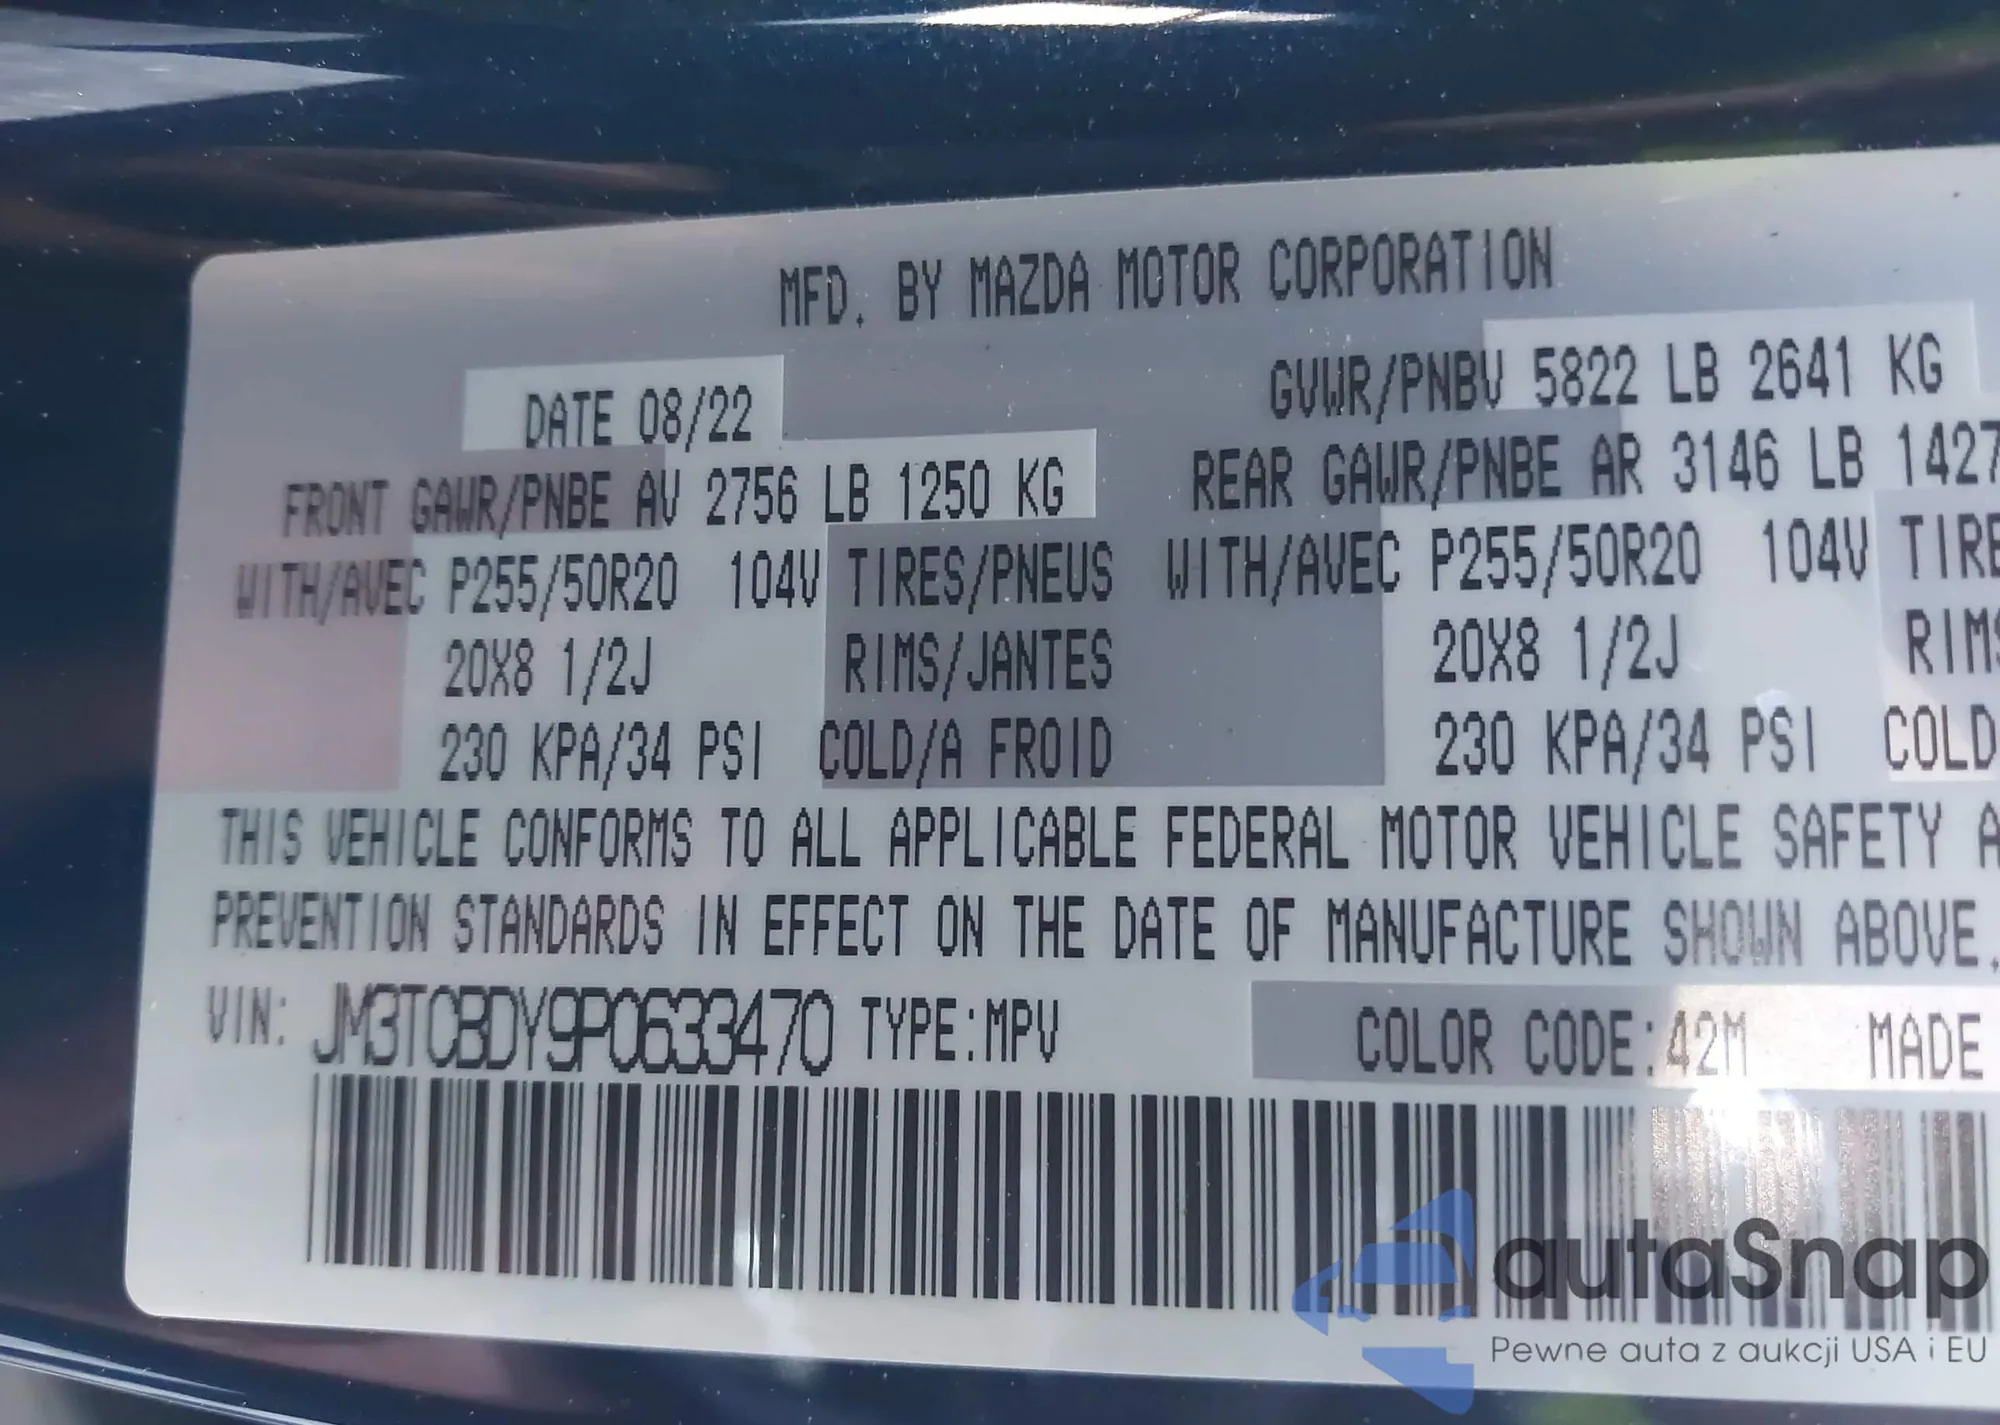 MFD. BY MAZDA MOTOR CORPORATION
DATE 08/22 GVWR/PNBV 5822 LB 2641 KG
FRONT GAWR/PNBE AV 2756 LB 1250 KG REAR GAWR/PNBE AR 3146 LB 1427
WITH/AVEC P255/50R20 104V TIRES/PNEUS WITH/AVEC P255/50R20 104V TIRE
20X8 1/2J RIMS/JANTES 20X8 1/2J RIMS
230 KPA/34 PSI COLD/A FROID 230 KPA/34 PSI COLD
THIS VEHICLE CONFORMS TO ALL APPLICABLE FEDERAL MOTOR VEHICLE SAFETY A
PREVENTION STANDARDS IN EFFECT ON THE DATE OF MANUFACTURE SHOWN ABOVE.
VIN: JM3TCBDY9P0633470 TYPE:MPV COLOR CODE:42M MADE
autaSnap
Pewne auta z aukcji USA i EU